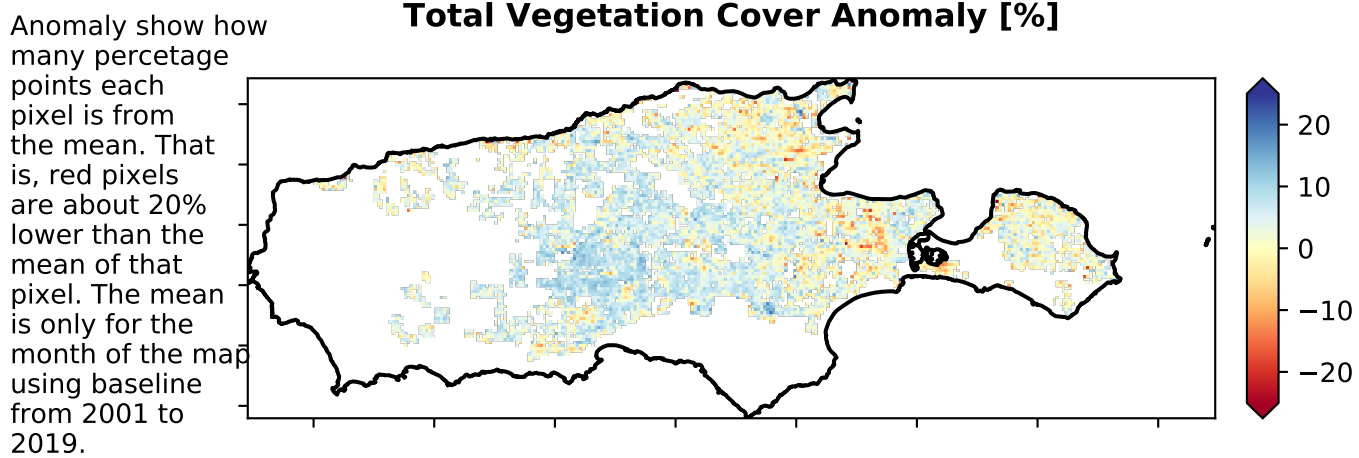 Total Vegetation Cover Anomaly [%]
Anomaly show how
many percetage
points each
pixel is from
the mean. That
is, red pixels
are about 20%
lower than the
mean of that
pixel. The mean
is only for the
month of the map
using baseline
from 2001 to
2019.
20
10
0
−10
−20